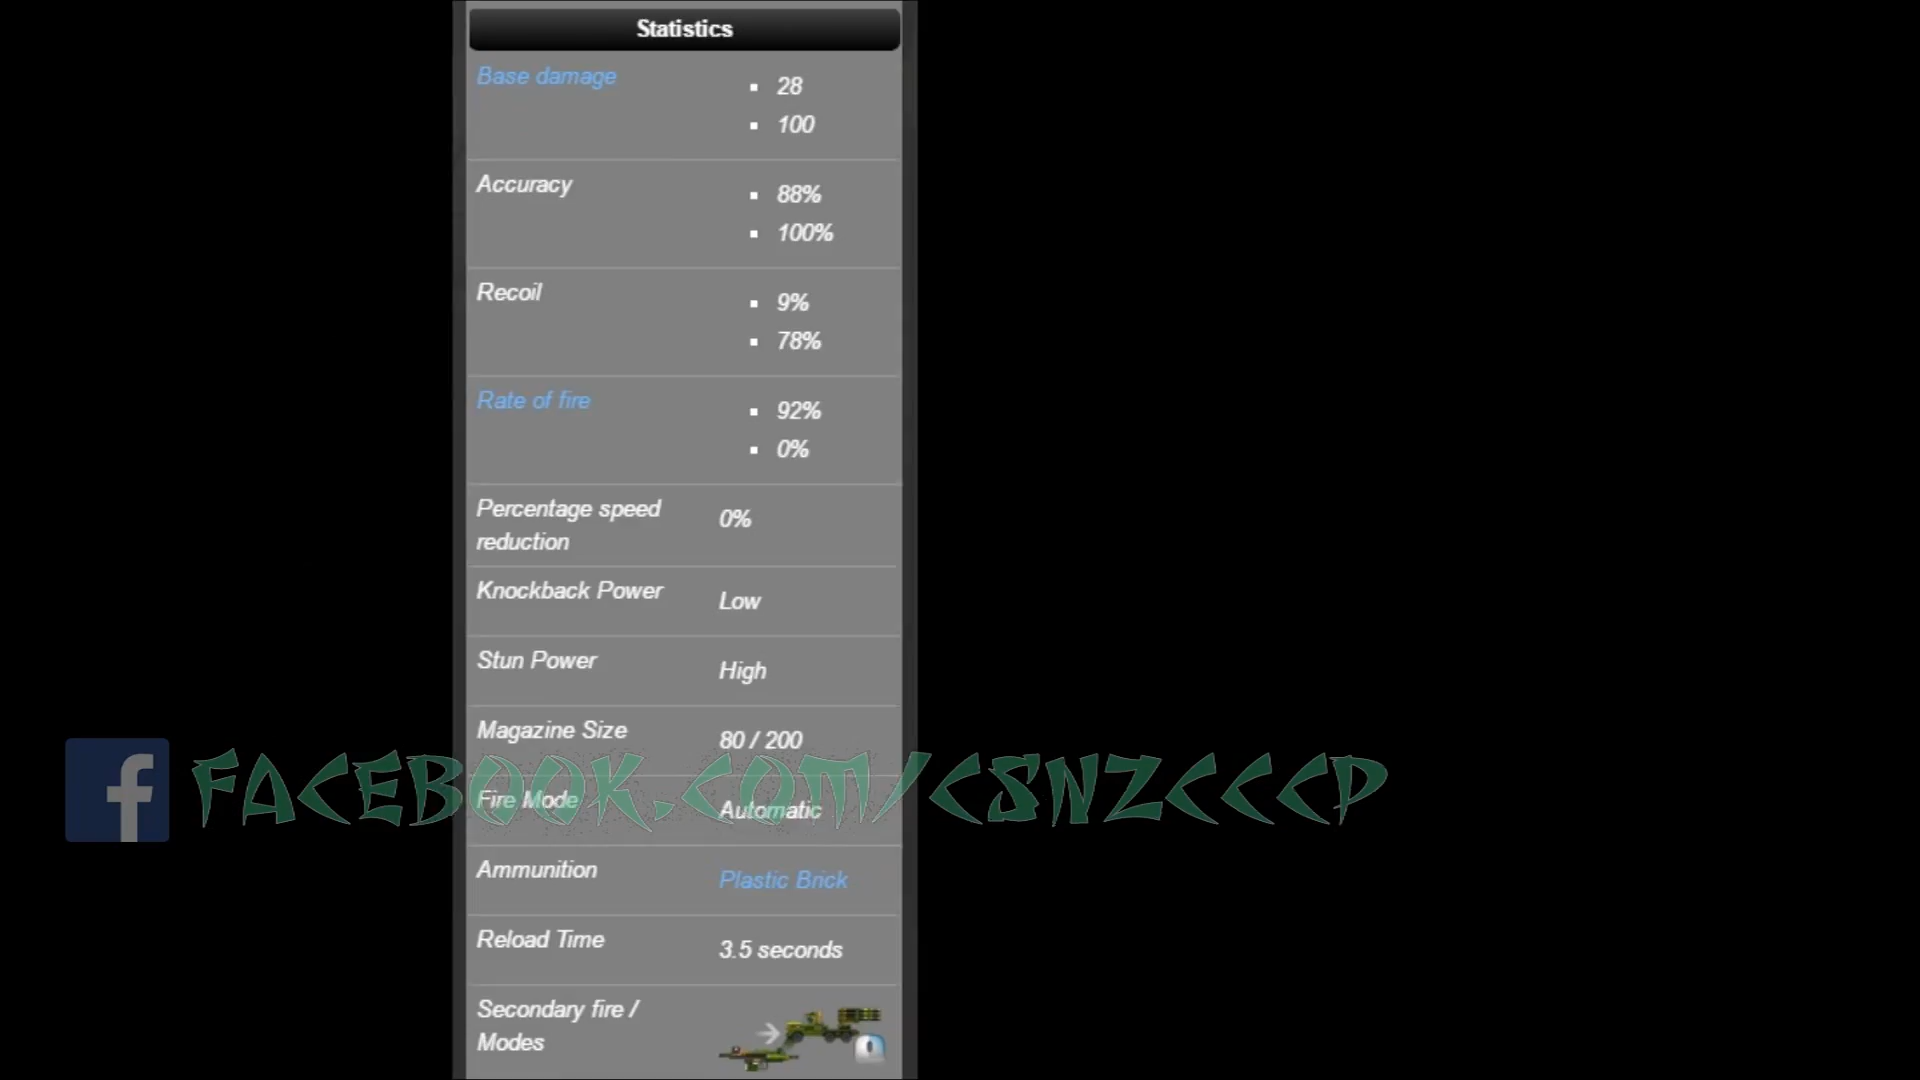 Statistics
Base damage
28
100
Accuracy
88%
100%
Recoil
9%
78%
Rate of fire
92%
0%
Percentage speed
reduction
0%
Knockback Power
Low
Stun Power
High
Magazine Size
80 / 200
f FACEBOOK.COM/CSNZCCCP
Fire Mode
Automatic
Ammunition
Plastic Brick
Reload Time
3.5 seconds
Secondary fire /
Modes